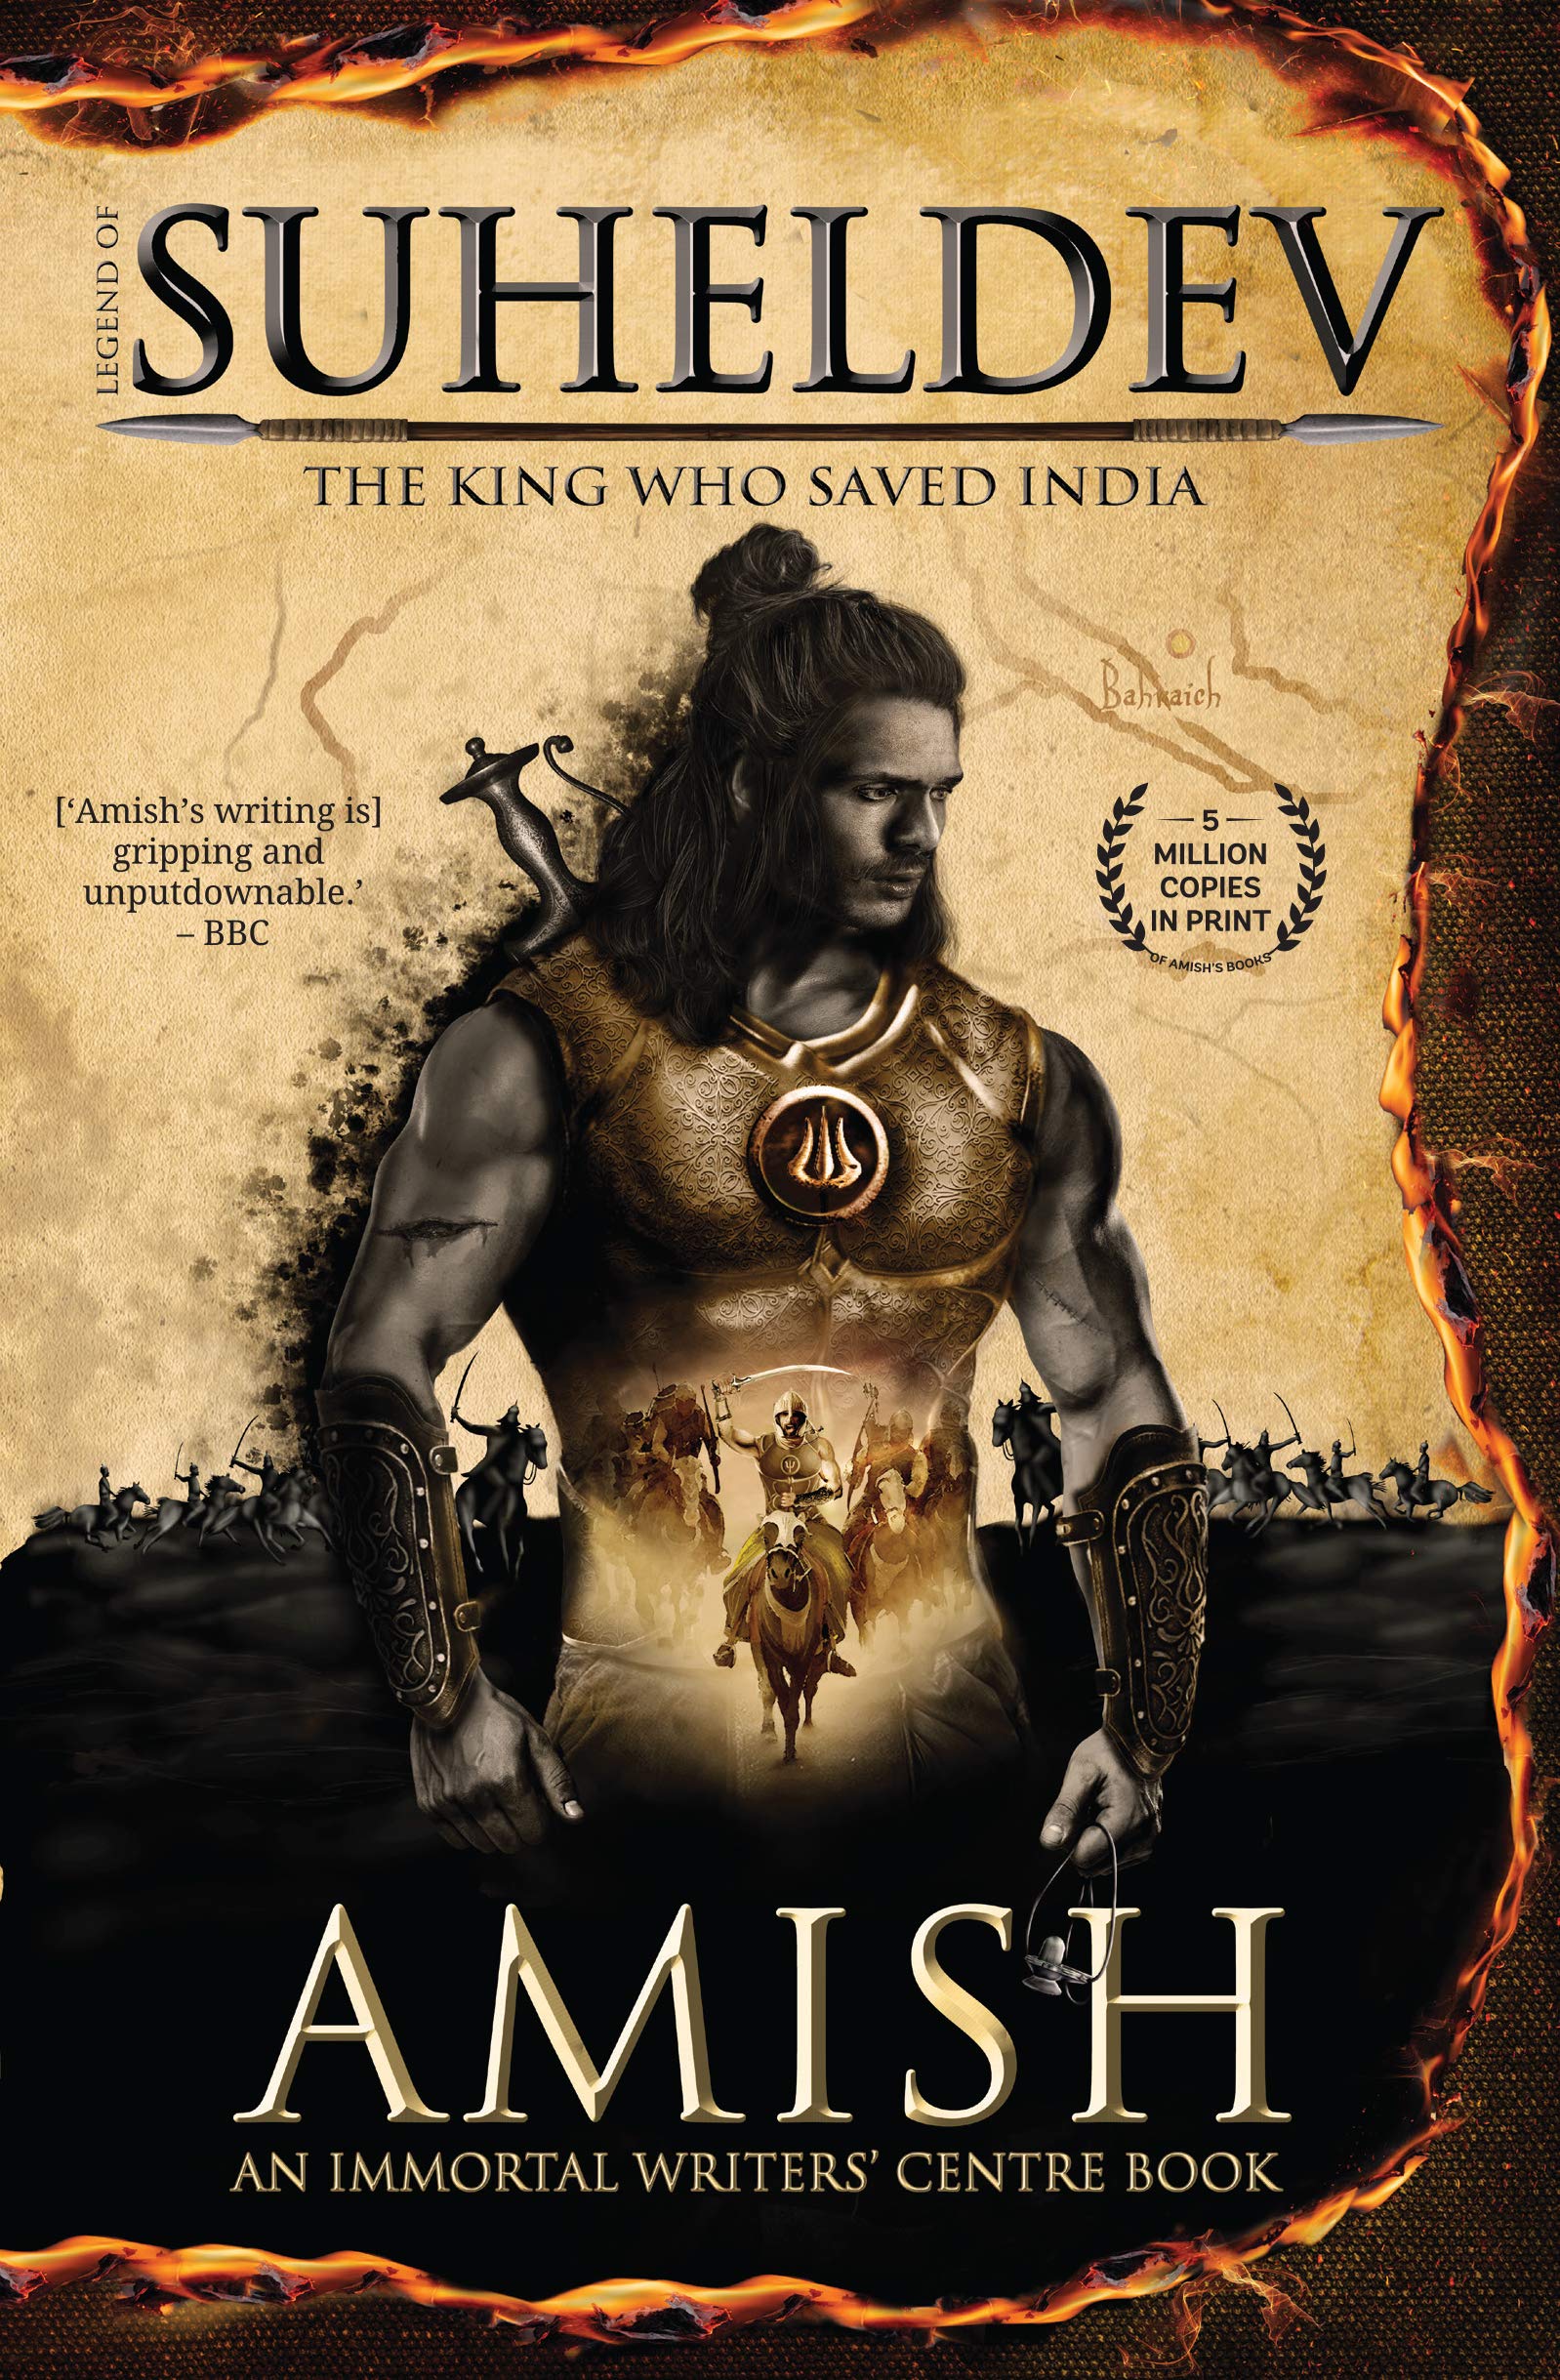 LEGEND OF
SUHELDEV
THE KING WHO SAVED INDIA
Bahraich
[‘Amish’s writing is]
gripping and
unputdownable.’
– BBC
5
MILLION
COPIES
IN PRINT
OF AMISH'S BOOKS
AMISH
AN IMMORTAL WRITERS’ CENTRE BOOK